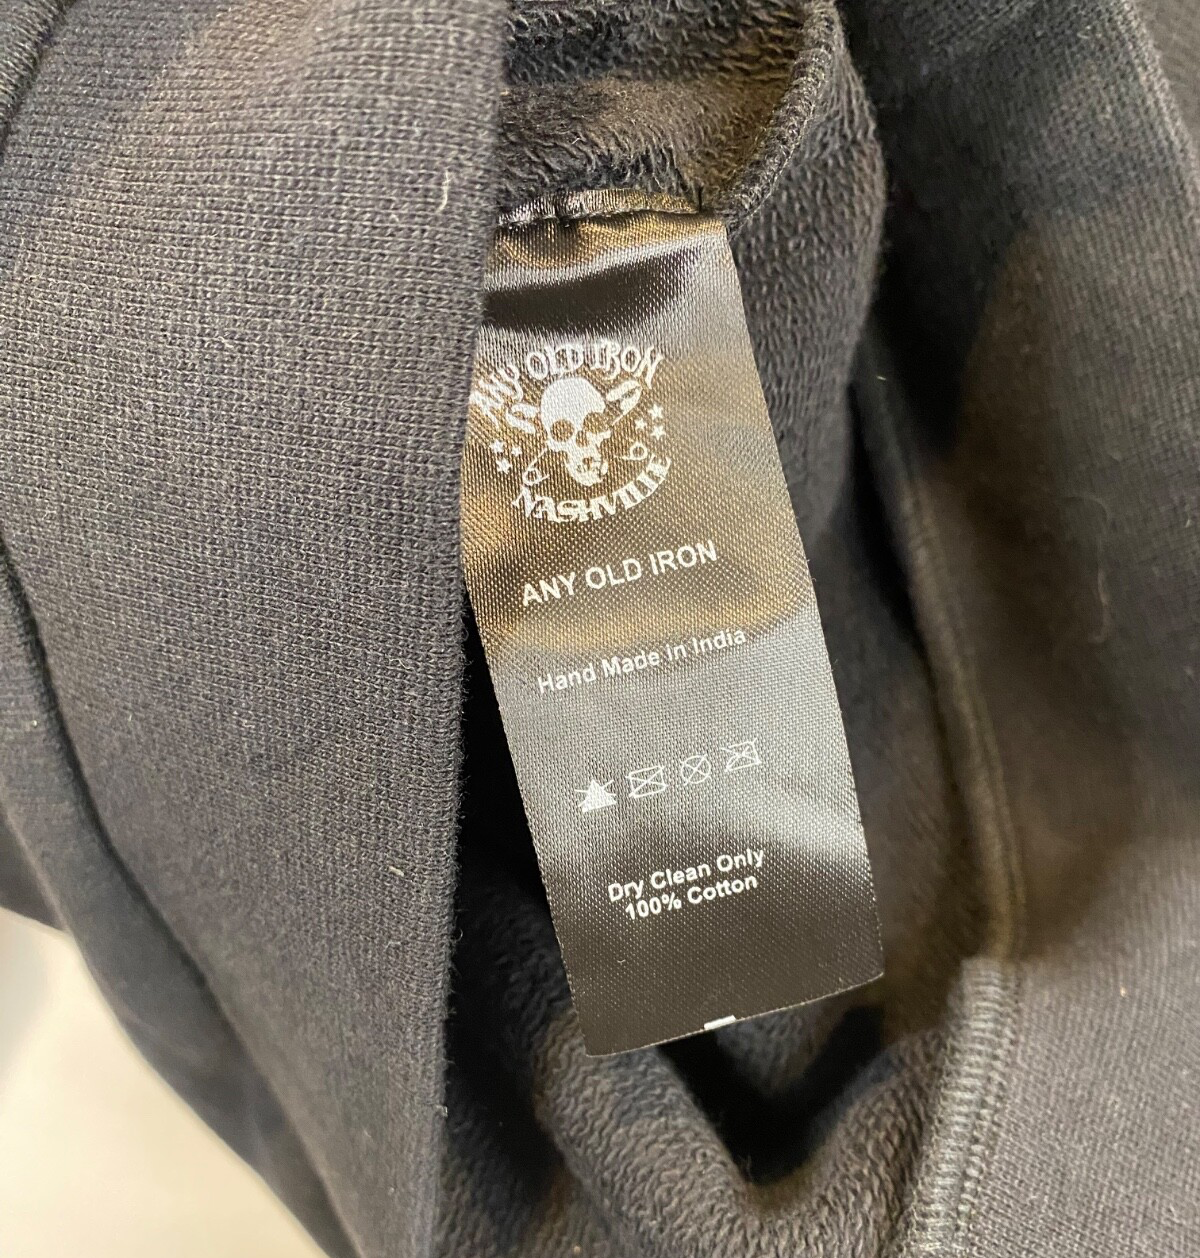 ANY OLD IRON
NASHVILLE
ANY OLD IRON
Hand Made in India
Dry Clean Only
100% Cotton